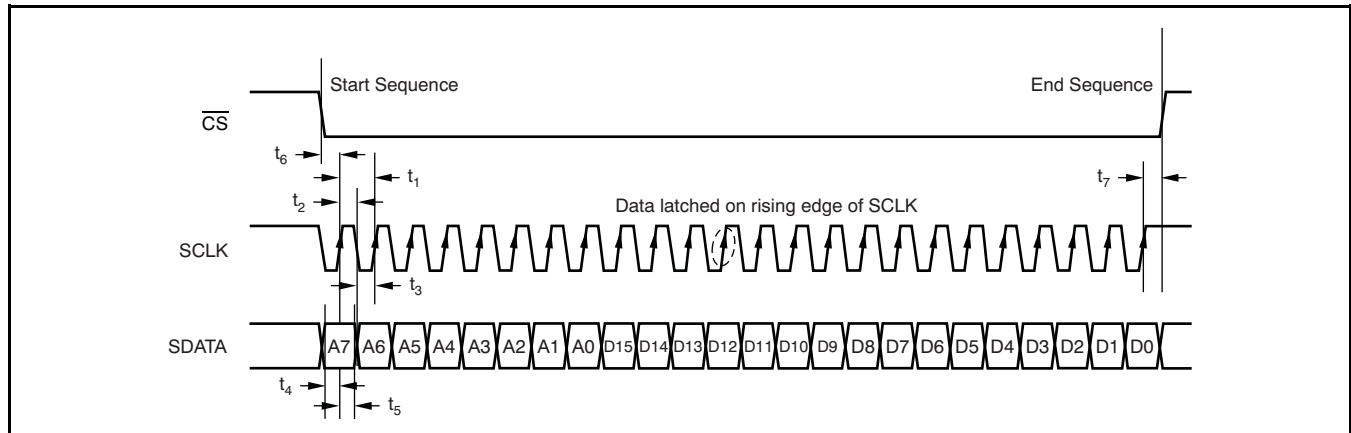 Start Sequence
End Sequence
CS
t6
t1
t7
t2
Data latched on rising edge of SCLK
SCLK
t3
SDATA
A7 A6 A5 A4 A3 A2 A1 A0 D15 D14 D13 D12 D11 D10 D9 D8 D7 D6 D5 D4 D3 D2 D1 D0
t4
t5